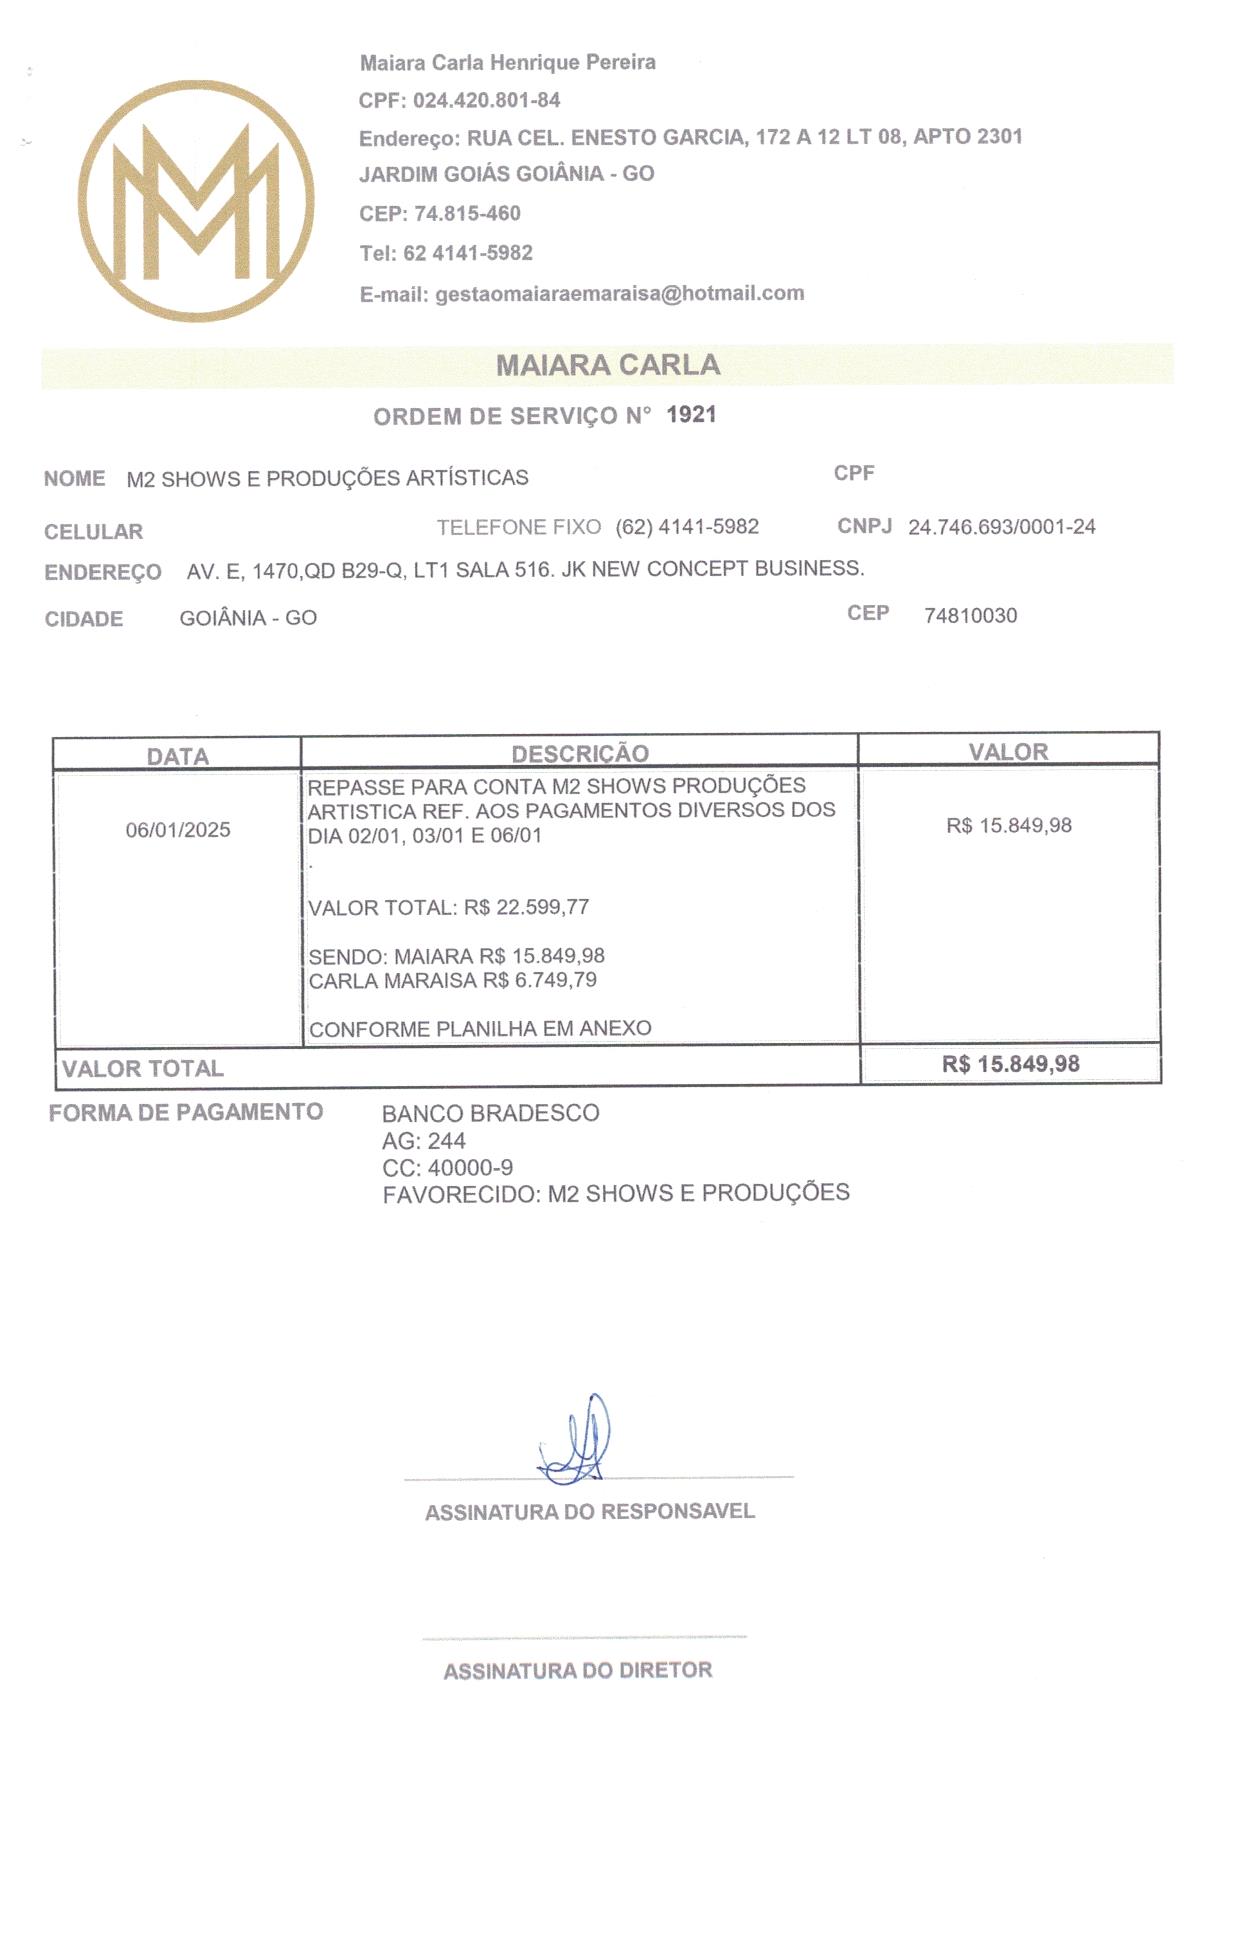 Maiara Carla Henrique Pereira
CPF: 024.420.801-84
Endereço: RUA CEL. ENESTO GARCIA, 172 A 12 LT 08, APTO 2301
JARDIM GOIÁS GOIÂNIA - GO
CEP: 74.815-460
Tel: 62 4141-5982
E-mail: gestaomaiaraemaraisa@hotmail.com
MAIARA CARLA
ORDEM DE SERVIÇO N° 1921
NOME M2 SHOWS E PRODUÇÕES ARTÍSTICAS CPF
CELULAR TELEFONE FIXO (62) 4141-5982 CNPJ 24.746.693/0001-24
ENDEREÇO AV. E, 1470,QD B29-Q, LT1 SALA 516. JK NEW CONCEPT BUSINESS.
CIDADE GOIÂNIA - GO CEP 74810030
DATA DESCRIÇÃO VALOR
REPASSE PARA CONTA M2 SHOWS PRODUÇÕES
ARTISTICA REF. AOS PAGAMENTOS DIVERSOS DOS
06/01/2025 DIA 02/01, 03/01 E 06/01 R$ 15.849,98
.
VALOR TOTAL: R$ 22.599,77
SENDO: MAIARA R$ 15.849,98
CARLA MARAISA R$ 6.749,79
CONFORME PLANILHA EM ANEXO
VALOR TOTAL R$ 15.849,98
FORMA DE PAGAMENTO BANCO BRADESCO
AG: 244
CC: 40000-9
FAVORECIDO: M2 SHOWS E PRODUÇÕES
ASSINATURA DO RESPONSAVEL
ASSINATURA DO DIRETOR